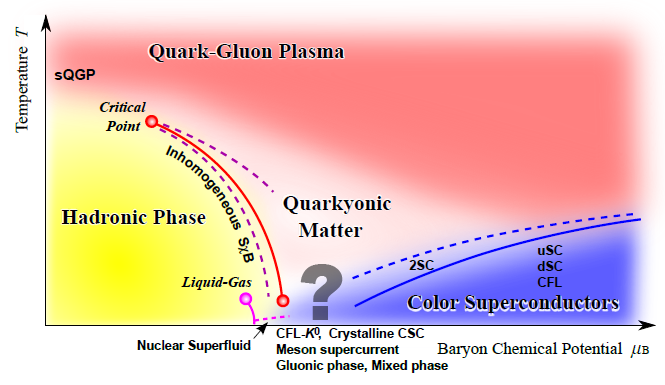 Temperature T
Quark-Gluon Plasma
sQGP
Critical
Point
Inhomogeneous SχB
Hadronic Phase
Quarkyonic
Matter
Liquid-Gas
?
2SC
uSC
dSC
CFL
Color Superconductors
Nuclear Superfluid
CFL-K⁰, Crystalline CSC
Meson supercurrent
Gluonic phase, Mixed phase
Baryon Chemical Potential μB